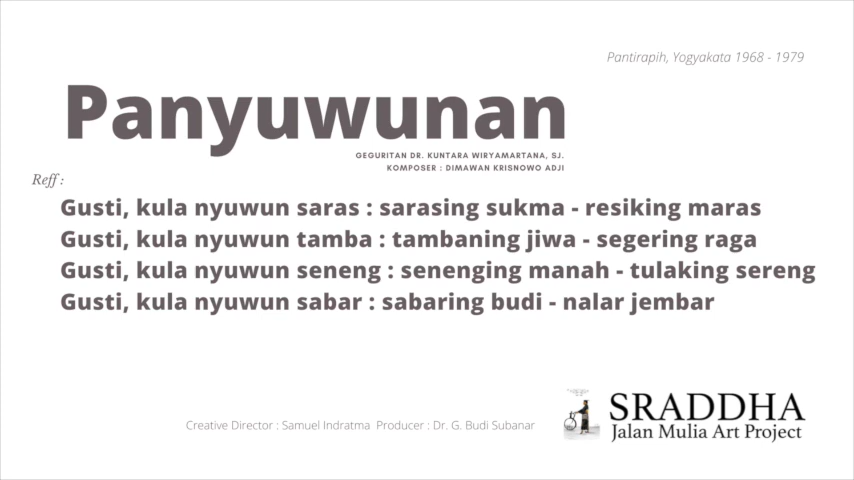 Pantirapih, Yogyakata 1968 - 1979
Panyuwunan
GEGURITAN DR. KUNTARA WIRYAMARTANA, SJ.
KOMPOSER : DIMAWAN KRISNOWO ADJI
Reff :
Gusti, kula nyuwun saras : sarasing sukma - resiking maras
Gusti, kula nyuwun tamba : tambaning jiwa - segering raga
Gusti, kula nyuwun seneng : senenging manah - tulaking sereng
Gusti, kula nyuwun sabar : sabaring budi - nalar jembar
Creative Director : Samuel Indratma Producer : Dr. G. Budi Subanar
SRADDHA
Jalan Mulia Art Project